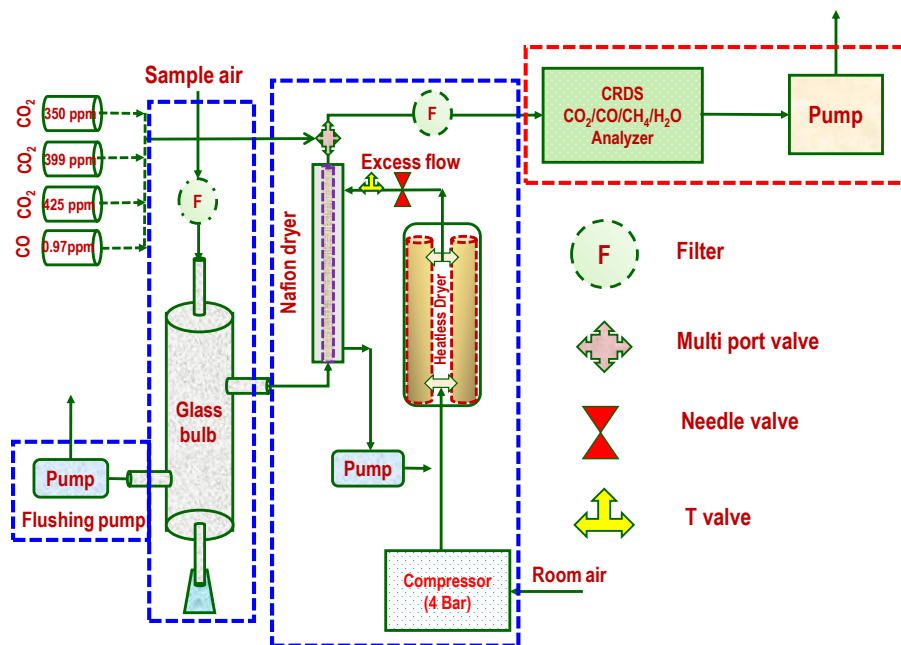 Sample air
CO2 350 ppm
CO2 399 ppm
CO2 425 ppm
CO 0.97ppm
F
F
CRDS
CO2/CO/CH4/H2O
Analyzer
Pump
Excess flow
Nafion dryer
Heatless Dryer
Glass
bulb
Pump
Flushing pump
Pump
Compressor
(4 Bar)
Room air
F
Filter
Multi port valve
Needle valve
T valve